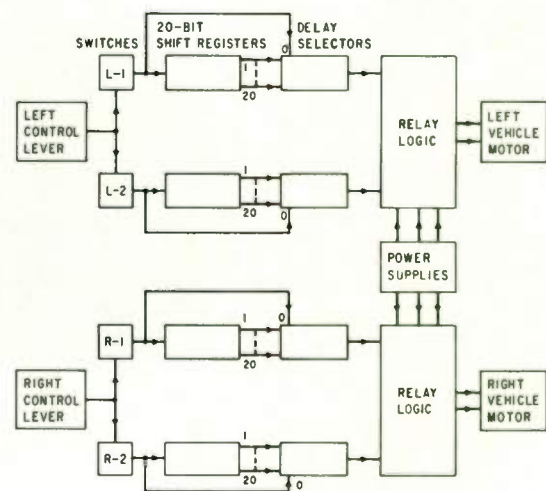 SWITCHES
20-BIT
SHIFT REGISTERS
DELAY
SELECTORS
0
L-1
1
20
LEFT
CONTROL
LEVER
RELAY
LOGIC
LEFT
VEHICLE
MOTOR
L-2
1
20
0
POWER
SUPPLIES
R-1
1
0
20
RIGHT
CONTROL
LEVER
RELAY
LOGIC
RIGHT
VEHICLE
MOTOR
R-2
1
20
0